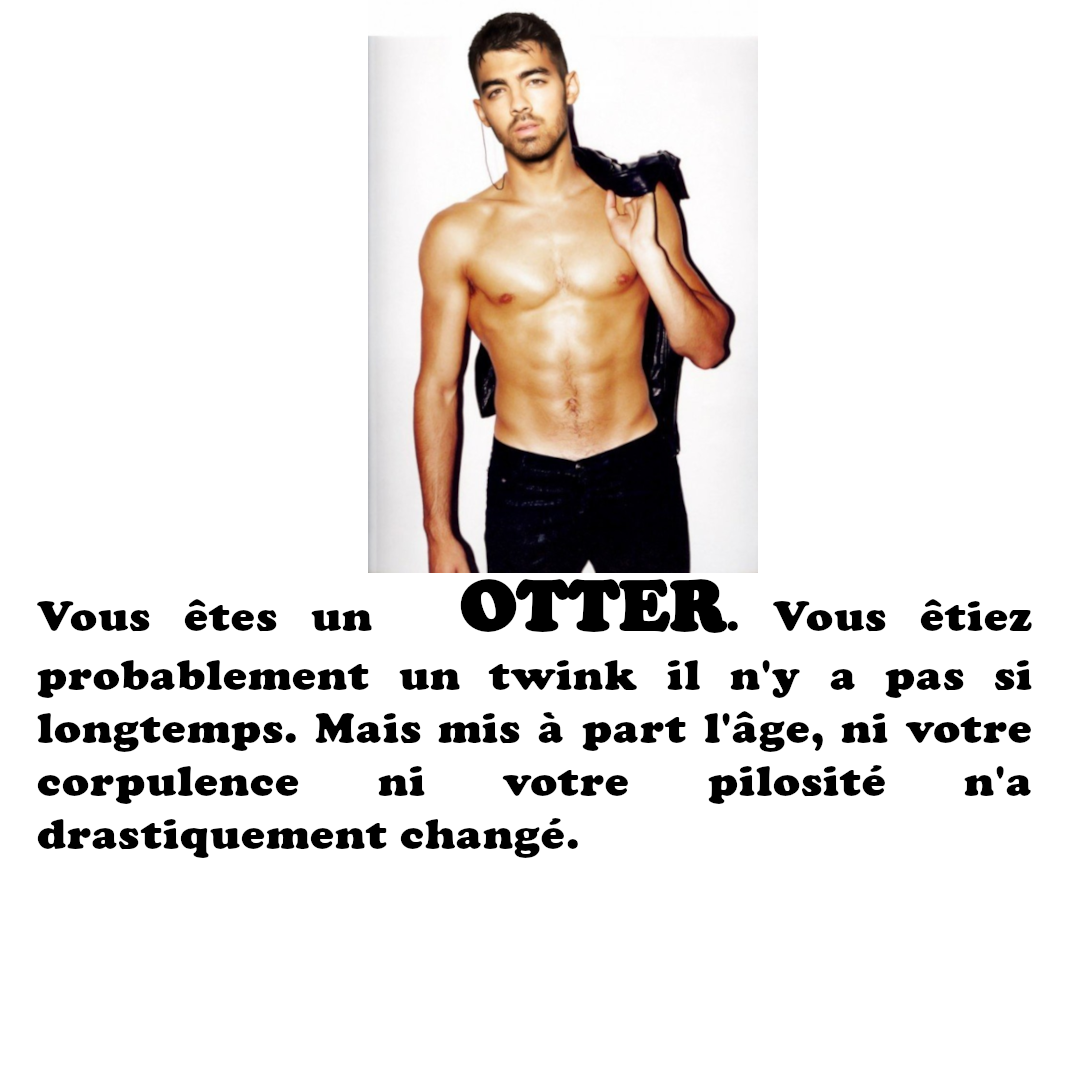 Vous êtes un OTTER. Vous étiez
probablement un twink il n'y a pas si
longtemps. Mais mis à part l'âge, ni votre
corpulence ni votre pilosité n'a
drastiquement changé.